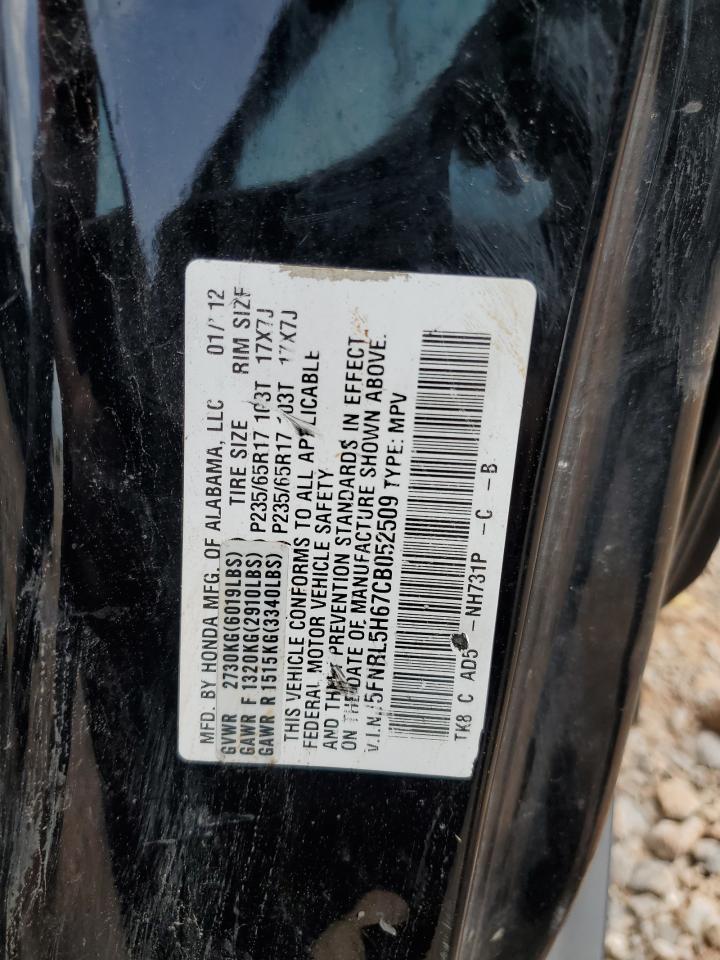 MFD. BY HONDA MFG. OF ALABAMA, LLC 01/12
TIRE SIZE RIM SIZE
GVWR 2730KG(6019LBS)
GAWR F 1320KG(2910LBS) P235/65R17 103T 17X7J
GAWR R 1515KG(3340LBS) P235/65R17 103T 17X7J
THIS VEHICLE CONFORMS TO ALL APPLICABLE
FEDERAL MOTOR VEHICLE SAFETY
AND THEFT PREVENTION STANDARDS IN EFFECT
ON THE DATE OF MANUFACTURE SHOWN ABOVE.
V.I.N. 5FNRL5H67CB052509 TYPE: MPV
TK8 C AD5 -NH731P -C -B